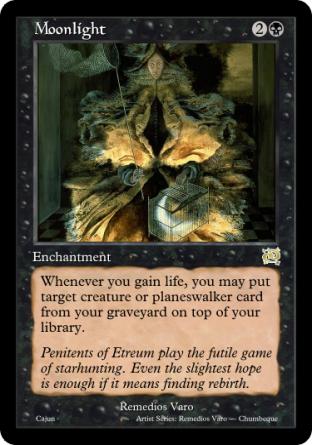 Moonlight 2
Enchantment
Whenever you gain life, you may put
target creature or planeswalker card
from your graveyard on top of your
library.
Penitents of Etreum play the futile game
of starhunting. Even the slightest hope
is enough if it means finding rebirth.
Remedios Varo
Cajun Artist Series: Remedios Varo — Chumbeque